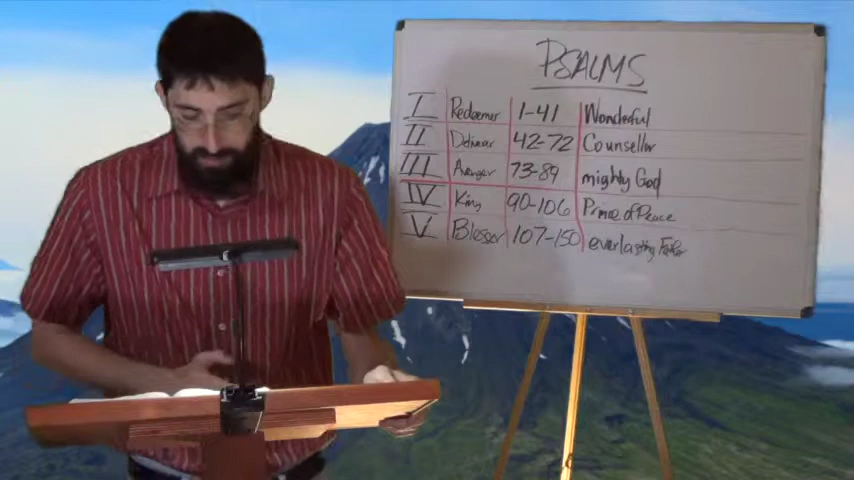 PSALMS
I Redeemer 1-41 Wonderful
II Deliverer 42-72 Counsellor
III Avenger 73-89 mighty God
IV King 90-106 Prince of Peace
V Blessor 107-150 everlasting Father